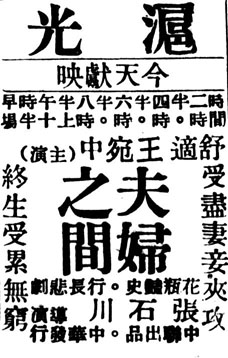 滬光
今天獻映
時間二時半。四時半。六時半。八時半上午十時半早場
舒適 王宛中(主演)
受盡妻妾夾攻
夫婦之間
終生受累無窮
花瓶艷史。行長悲劇
張石川導演
中聯出品。中華發行